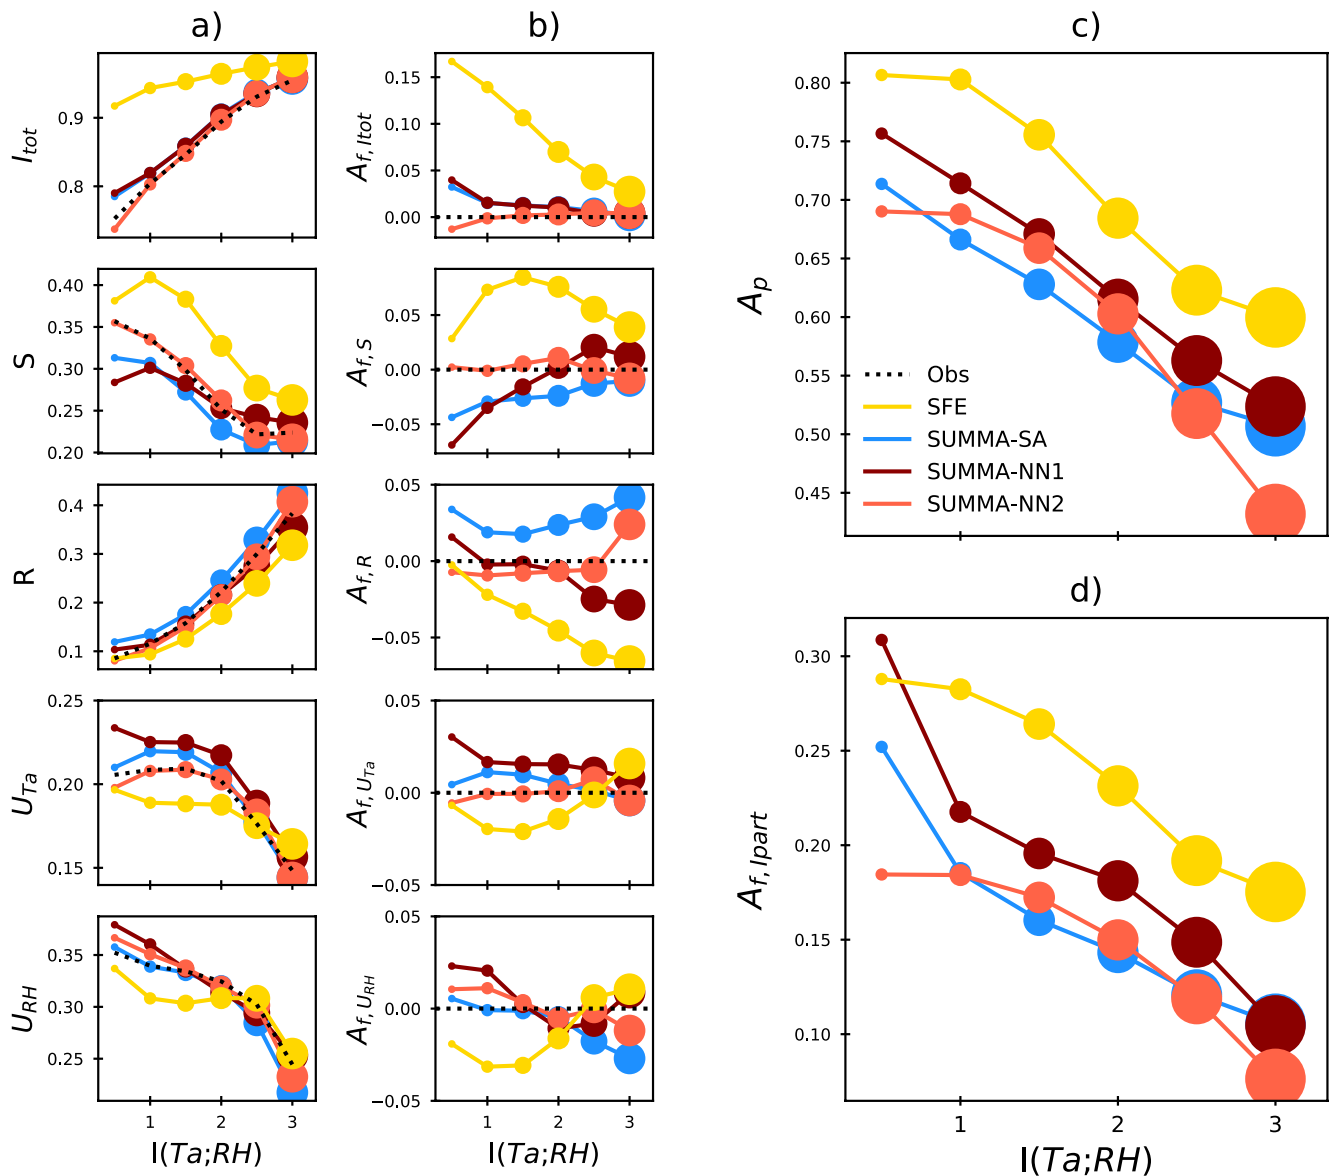 a)
b)
c)
I_tot
0.9
0.8
A_f,Itot
0.15
0.10
0.05
0.00
S
0.40
0.35
0.30
0.25
0.20
A_f,S
0.05
0.00
−0.05
R
0.4
0.3
0.2
0.1
A_f,R
0.05
0.00
−0.05
U_Ta
0.25
0.20
0.15
A_f,U_Ta
0.05
0.00
−0.05
U_RH
0.35
0.30
0.25
A_f,U_RH
0.05
0.00
−0.05
1 2 3
I(Ta;RH)
1 2 3
I(Ta;RH)
A_p
0.80
0.75
0.70
0.65
0.60
0.55
0.50
0.45
Obs
SFE
SUMMA-SA
SUMMA-NN1
SUMMA-NN2
d)
A_f,Ipart
0.30
0.25
0.20
0.15
0.10
1 2 3
I(Ta;RH)